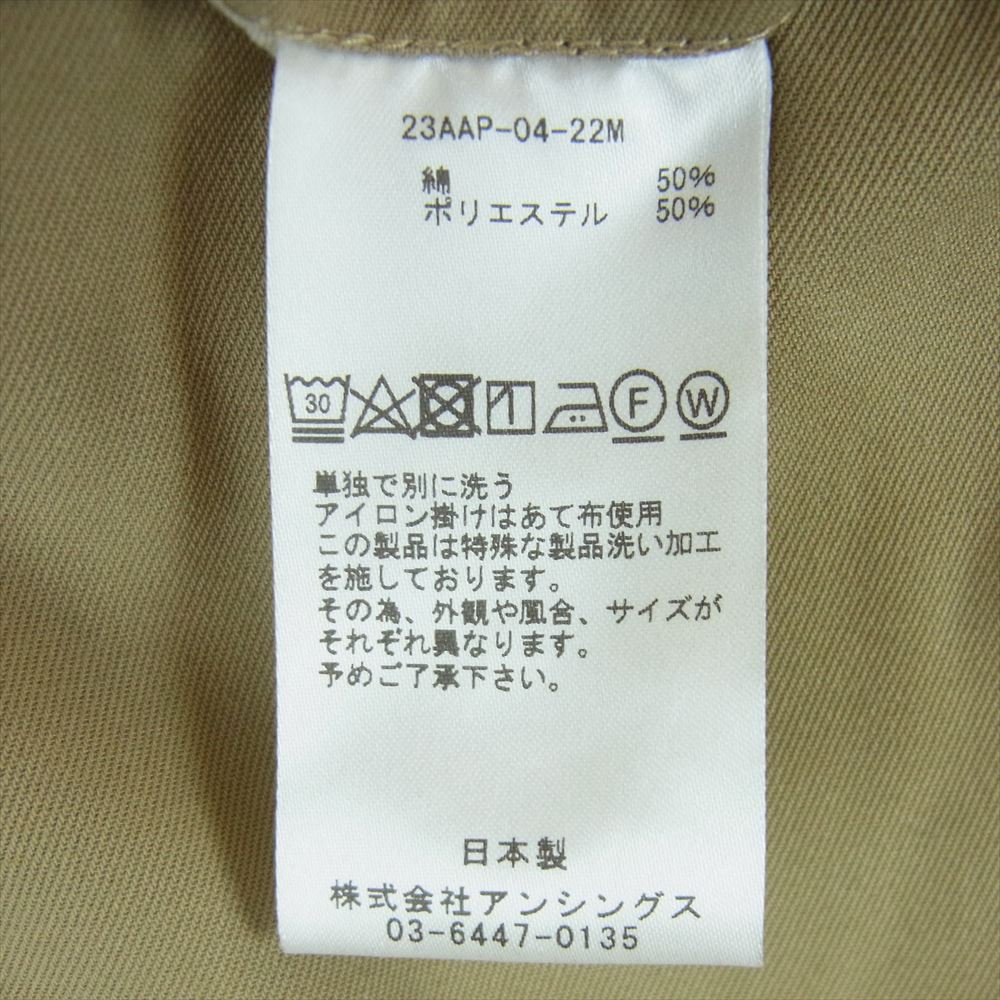 23AAP-04-22M
綿 50%
ポリエステル 50%
30 F W
単独で別に洗う
アイロン掛けはあて布使用
この製品は特殊な製品洗い加工
を施しております。
その為、外観や風合、サイズが
それぞれ異なります。
予めご了承下さい。
日本製
株式会社アンシングス
03-6447-0135